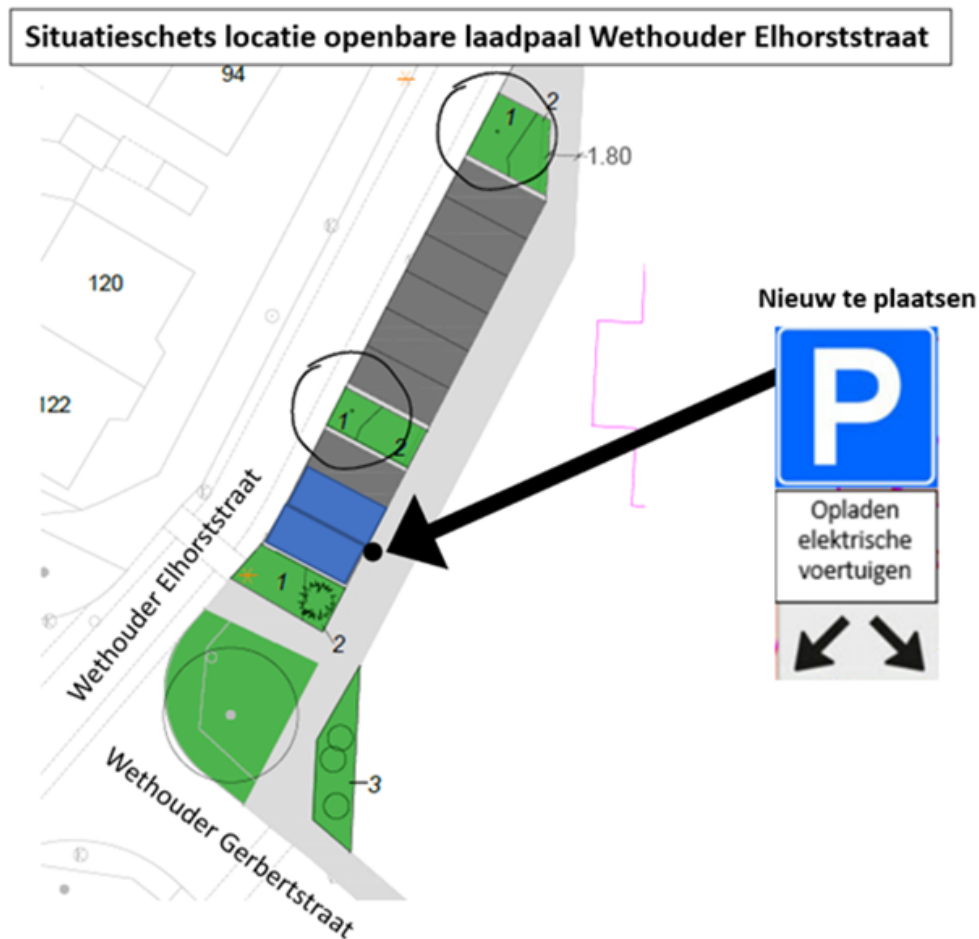 Situatieschets locatie openbare laadpaal Wethouder Elhorststraat
94
1
2
1.80
120
Nieuw te plaatsen
P
122
1
2
Opladen
elektrische
voertuigen
Wethouder Elhorststraat
1
2
3
Wethouder Gerbertstraat